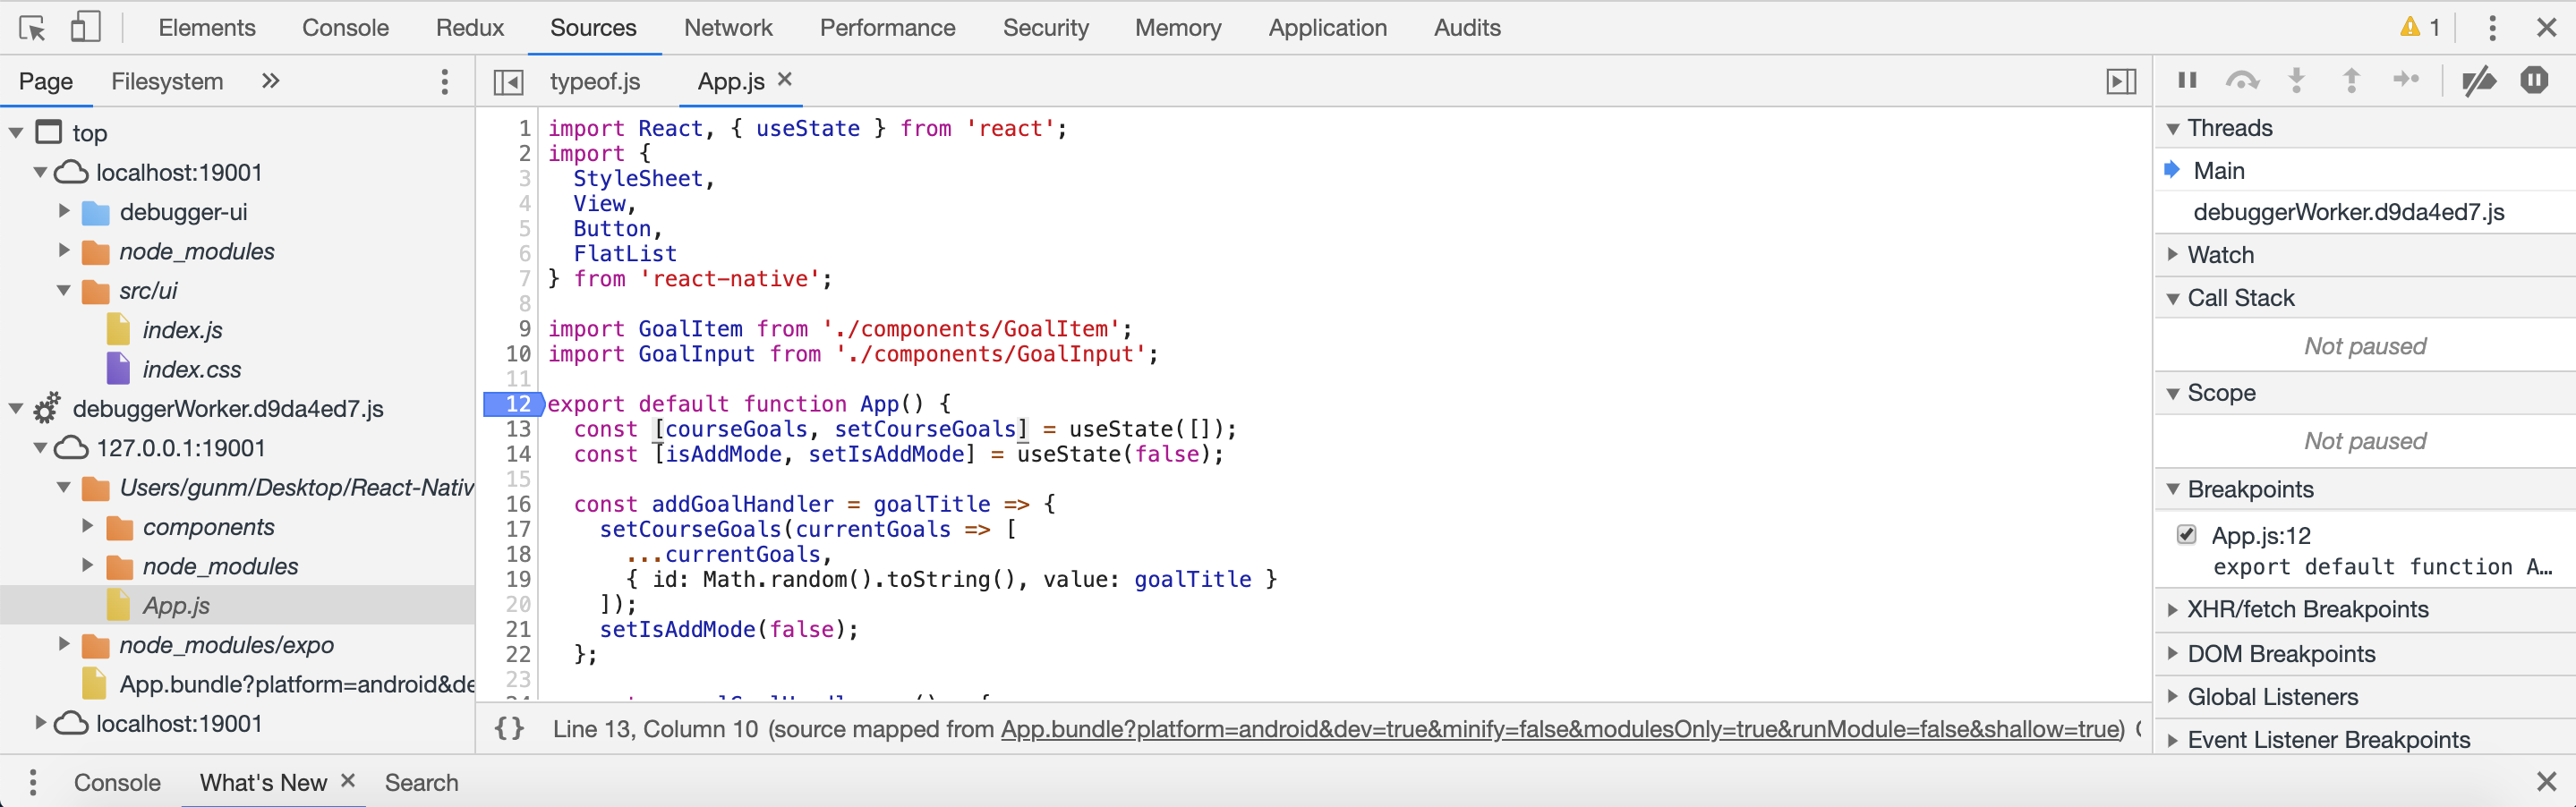 Elements Console Redux Sources Network Performance Security Memory Application Audits 1
Page Filesystem
top
localhost:19001
debugger-ui
node_modules
src/ui
index.js
index.css
debuggerWorker.d9da4ed7.js
127.0.0.1:19001
Users/gunm/Desktop/React-Nativ
components
node_modules
App.js
node_modules/expo
App.bundle?platform=android&de
localhost:19001
typeof.js App.js
1 import React, { useState } from 'react';
2 import {
3   StyleSheet,
4   View,
5   Button,
6   FlatList
7 } from 'react-native';
8
9 import GoalItem from './components/GoalItem';
10 import GoalInput from './components/GoalInput';
11
12 export default function App() {
13   const [courseGoals, setCourseGoals] = useState([]);
14   const [isAddMode, setIsAddMode] = useState(false);
15
16   const addGoalHandler = goalTitle => {
17     setCourseGoals(currentGoals => [
18       ...currentGoals,
19       { id: Math.random().toString(), value: goalTitle }
20     ]);
21     setIsAddMode(false);
22   };
23
{} Line 13, Column 10 (source mapped from App.bundle?platform=android&dev=true&minify=false&modulesOnly=true&runModule=false&shallow=true)
Threads
Main
debuggerWorker.d9da4ed7.js
Watch
Call Stack
Not paused
Scope
Not paused
Breakpoints
App.js:12
export default function A…
XHR/fetch Breakpoints
DOM Breakpoints
Global Listeners
Event Listener Breakpoints
Console What's New Search